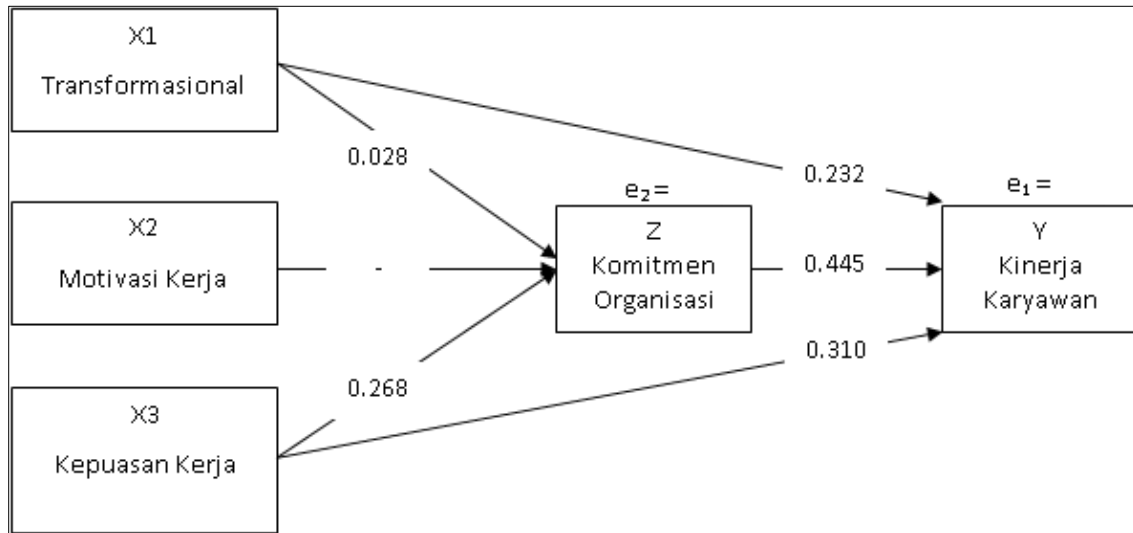 X1
Transformasional
0.028
0.232
X2
Motivasi Kerja
-
e₂=
Z
Komitmen
Organisasi
0.445
e₁=
Y
Kinerja
Karyawan
0.310
0.268
X3
Kepuasan Kerja